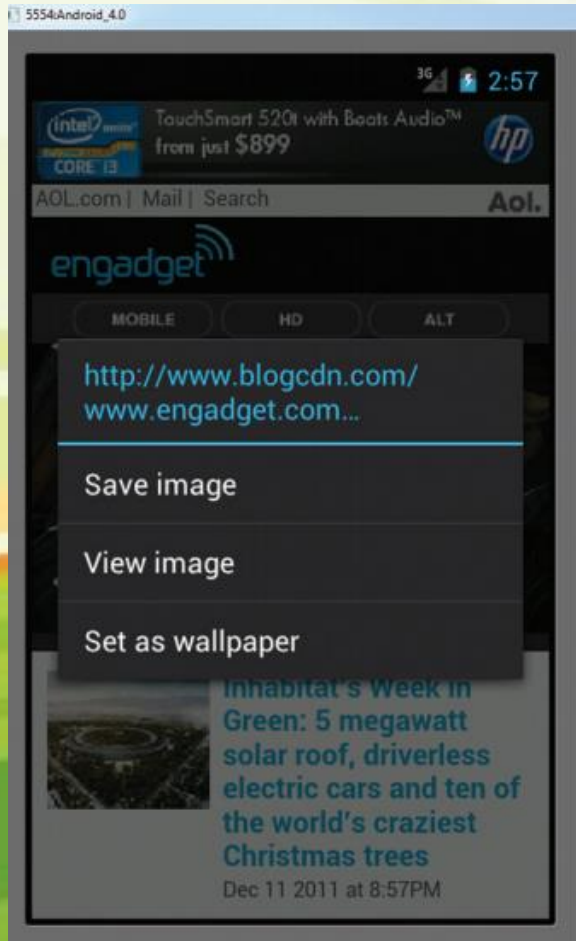 5554:Android_4.0
3G 2:57
intel
CORE i3
TouchSmart 520t with Beats Audio™
from just $899
hp
AOL.com | Mail | Search
Aol.
engadget
MOBILE HD ALT
http://www.blogcdn.com/
www.engadget.com…
Save image
View image
Set as wallpaper
Inhabitat's Week in
Green: 5 megawatt
solar roof, driverless
electric cars and ten of
the world's craziest
Christmas trees
Dec 11 2011 at 8:57PM